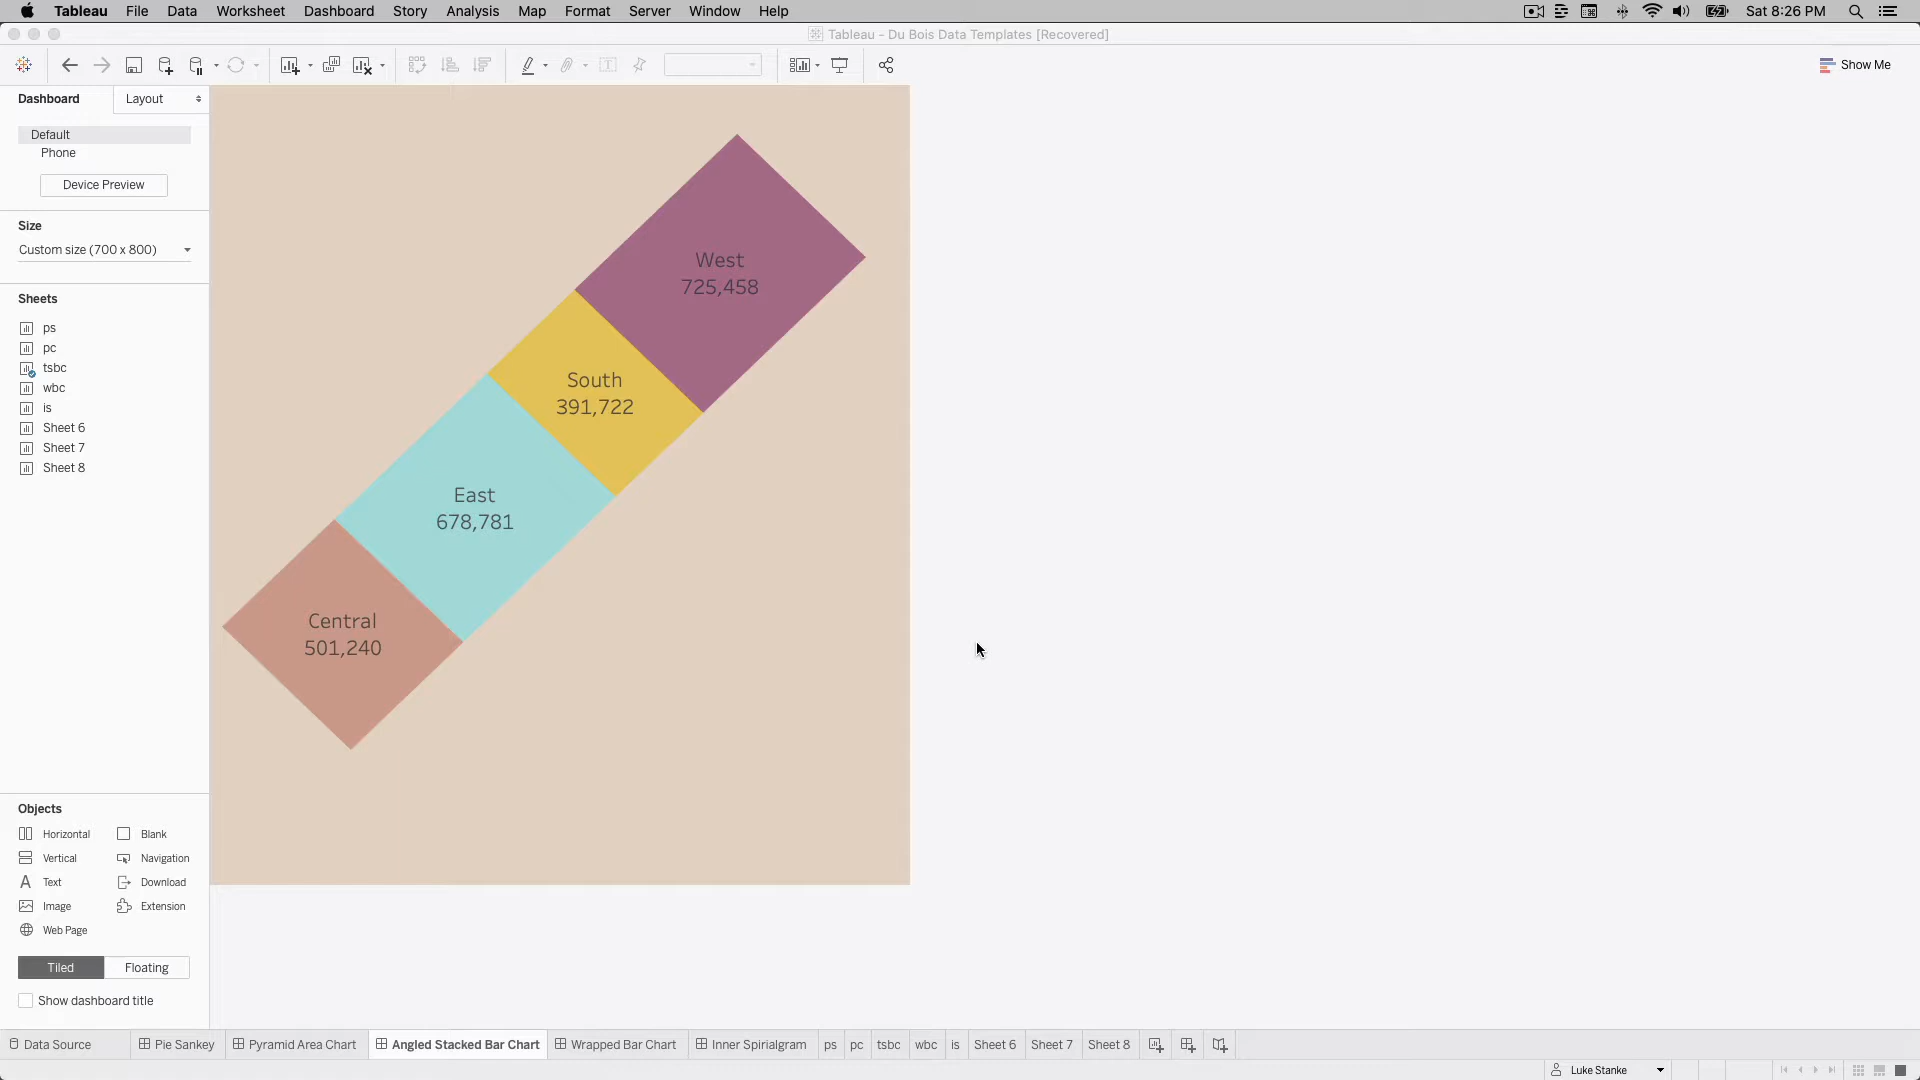 Tableau File Data Worksheet Dashboard Story Analysis Map Format Server Window Help Sat 8:26 PM
Tableau - Du Bois Data Templates [Recovered]
Show Me
Dashboard Layout
Default
Phone
Device Preview
Size
Custom size (700 x 800)
Sheets
ps
pc
tsbc
wbc
is
Sheet 6
Sheet 7
Sheet 8
West
725,458
South
391,722
East
678,781
Central
501,240
Objects
Horizontal Blank
Vertical Navigation
A Text Download
Image Extension
Web Page
Tiled Floating
Show dashboard title
Data Source Pie Sankey Pyramid Area Chart Angled Stacked Bar Chart Wrapped Bar Chart Inner Spirialgram ps pc tsbc wbc is Sheet 6 Sheet 7 Sheet 8
Luke Stanke